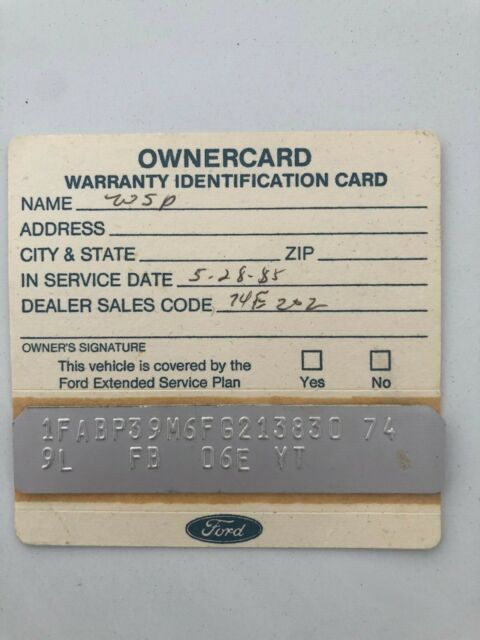 OWNERCARD
WARRANTY IDENTIFICATION CARD
NAME WSP
ADDRESS
CITY & STATE ZIP
IN SERVICE DATE 5-28-85
DEALER SALES CODE 74E 202
OWNER'S SIGNATURE
This vehicle is covered by the
Ford Extended Service Plan
Yes No
1FABP39M6FG213830 74
9L FB 06E YT
Ford